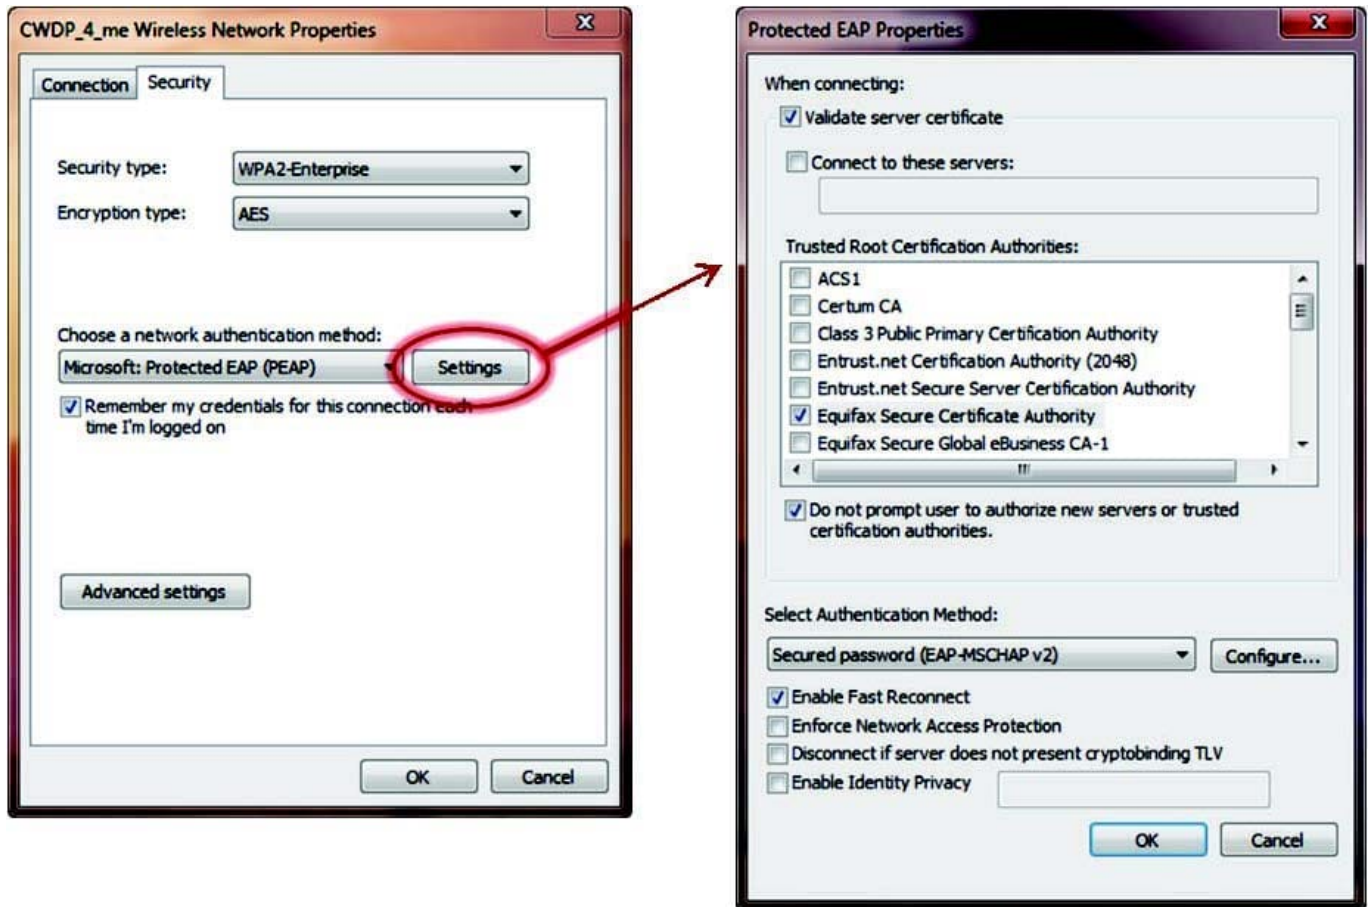 CWDP_4_me Wireless Network Properties
Connection
Security
Security type:
WPA2-Enterprise
Encryption type:
AES
Choose a network authentication method:
Microsoft: Protected EAP (PEAP)
Settings
Remember my credentials for this connection each
time I'm logged on
Advanced settings
OK
Cancel
Protected EAP Properties
When connecting:
Validate server certificate
Connect to these servers:
Trusted Root Certification Authorities:
ACS1
Certum CA
Class 3 Public Primary Certification Authority
Entrust.net Certification Authority (2048)
Entrust.net Secure Server Certification Authority
Equifax Secure Certificate Authority
Equifax Secure Global eBusiness CA-1
Do not prompt user to authorize new servers or trusted
certification authorities.
Select Authentication Method:
Secured password (EAP-MSCHAP v2)
Configure...
Enable Fast Reconnect
Enforce Network Access Protection
Disconnect if server does not present cryptobinding TLV
Enable Identity Privacy
OK
Cancel